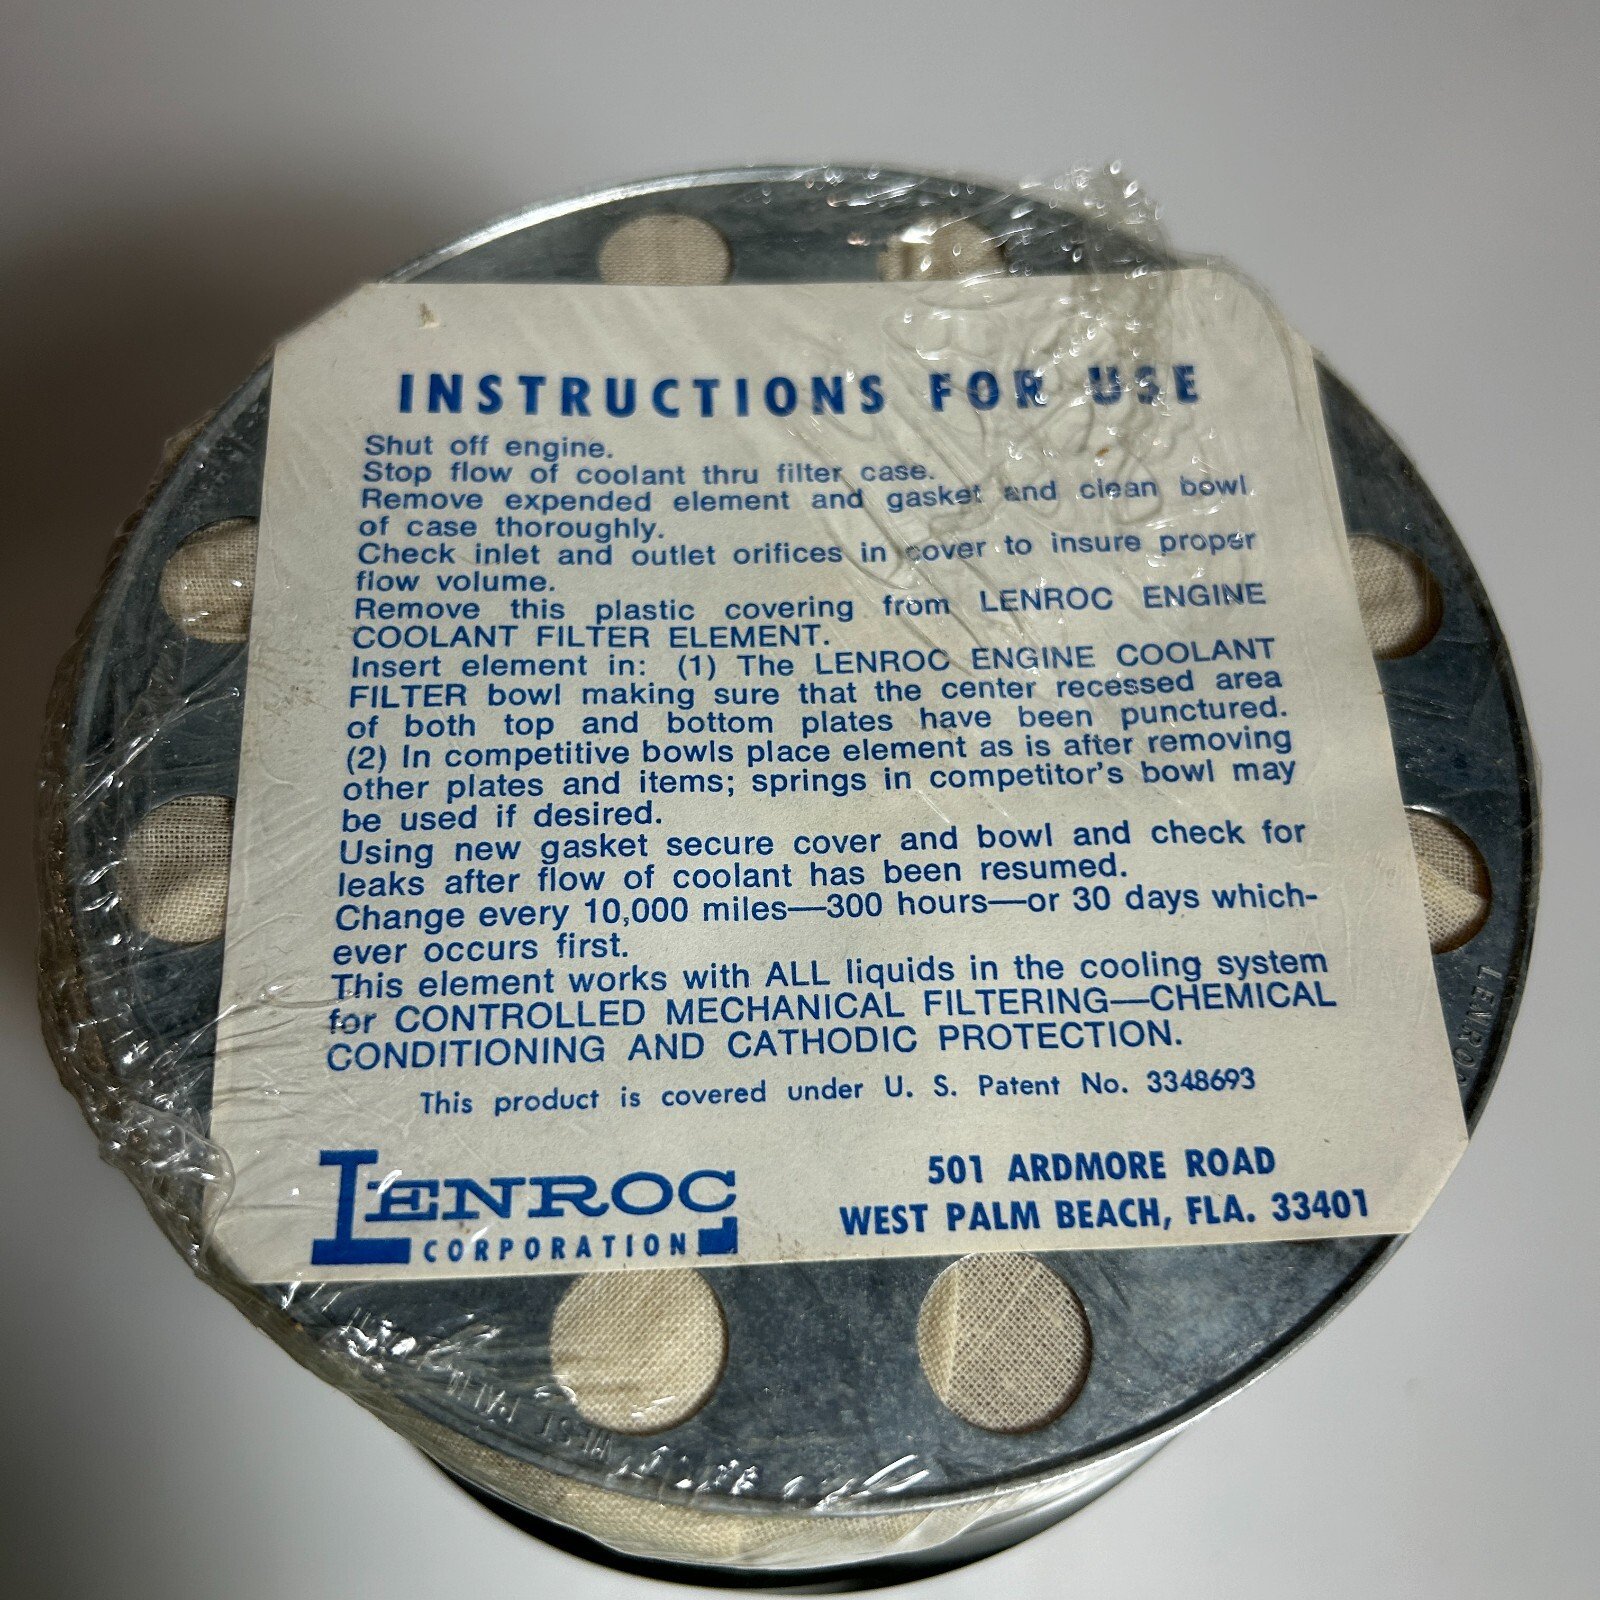 INSTRUCTIONS FOR USE
Shut off engine.
Stop flow of coolant thru filter case.
Remove expended element and gasket and clean bowl
of case thoroughly.
Check inlet and outlet orifices in cover to insure proper
flow volume.
Remove this plastic covering from LENROC ENGINE
COOLANT FILTER ELEMENT.
Insert element in: (1) The LENROC ENGINE COOLANT
FILTER bowl making sure that the center recessed area
of both top and bottom plates have been punctured.
(2) In competitive bowls place element as is after removing
other plates and items; springs in competitor's bowl may
be used if desired.
Using new gasket secure cover and bowl and check for
leaks after flow of coolant has been resumed.
Change every 10,000 miles—300 hours—or 30 days which-
ever occurs first.
This element works with ALL liquids in the cooling system
for CONTROLLED MECHANICAL FILTERING—CHEMICAL
CONDITIONING AND CATHODIC PROTECTION.
This product is covered under U. S. Patent No. 3348693
LENROC
CORPORATION
501 ARDMORE ROAD
WEST PALM BEACH, FLA. 33401
LENROC
WEST PALM